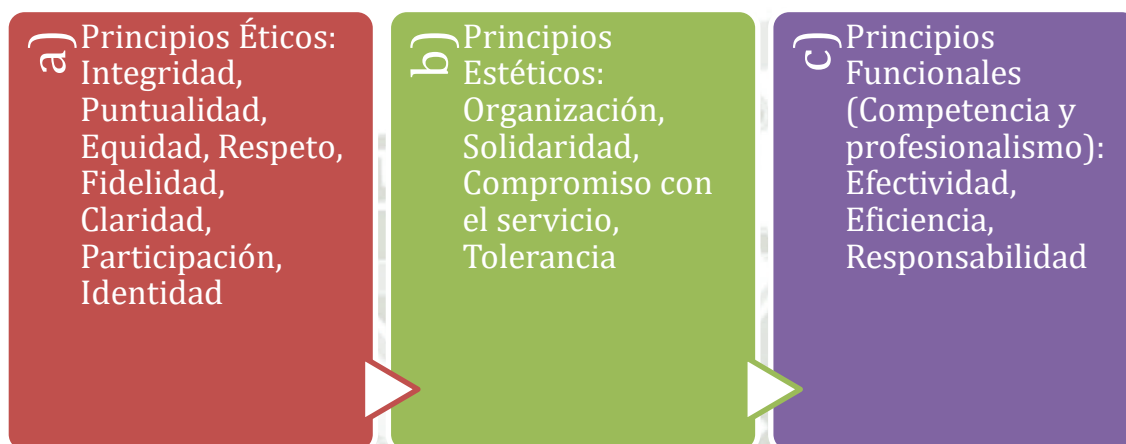 a)
Principios Éticos:
Integridad,
Puntualidad,
Equidad, Respeto,
Fidelidad,
Claridad,
Participación,
Identidad
b)
Principios
Estéticos:
Organización,
Solidaridad,
Compromiso con
el servicio,
Tolerancia
c)
Principios
Funcionales
(Competencia y
profesionalismo):
Efectividad,
Eficiencia,
Responsabilidad